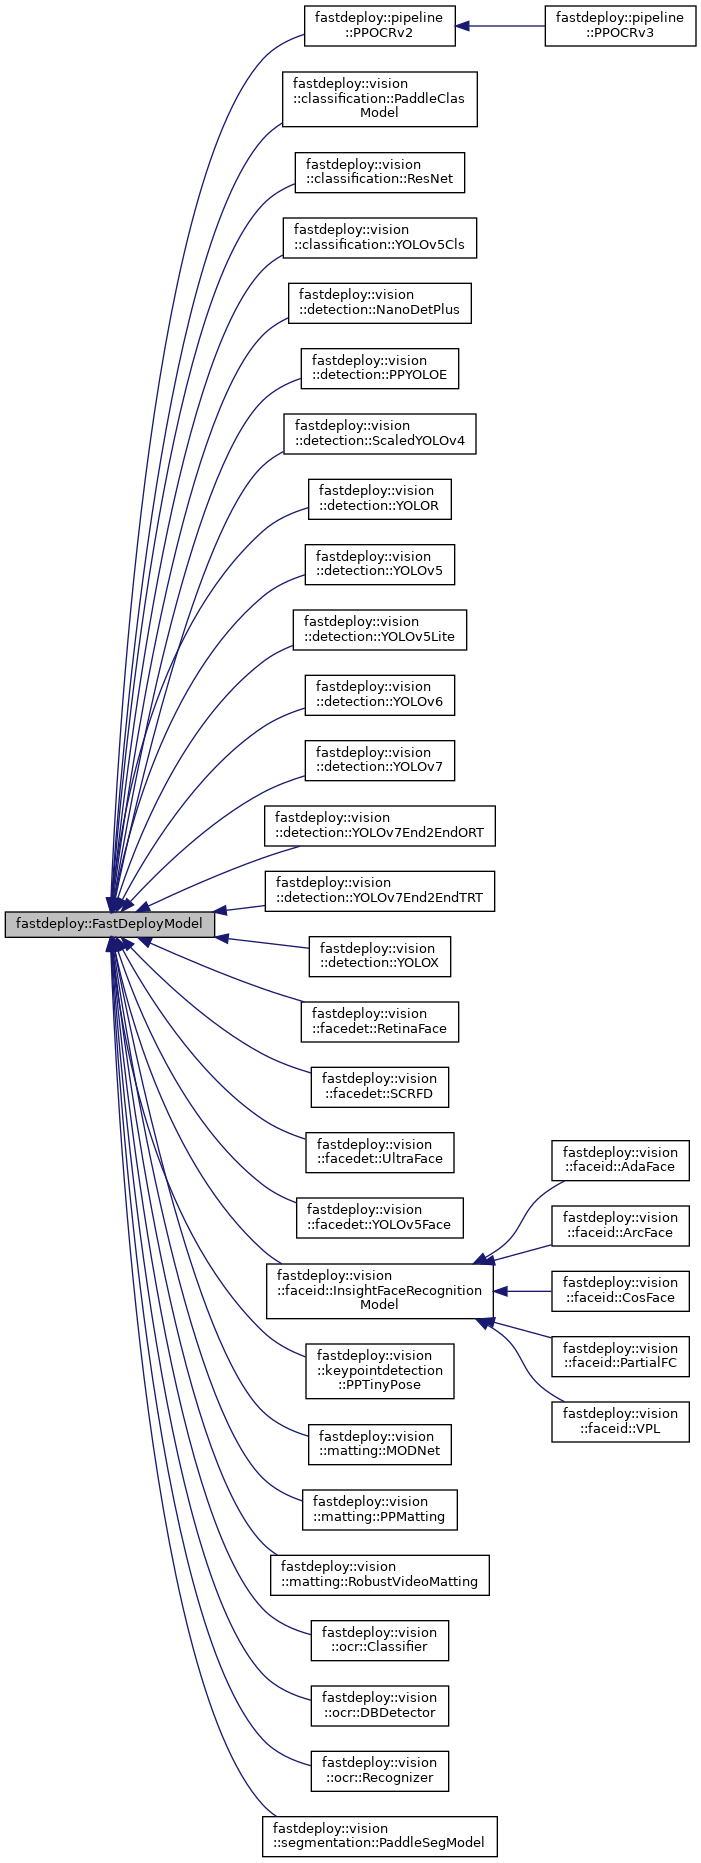 fastdeploy::pipeline
::PPOCRv2
fastdeploy::pipeline
::PPOCRv3
fastdeploy::vision
::classification::PaddleClas
Model
fastdeploy::vision
::classification::ResNet
fastdeploy::vision
::classification::YOLOv5Cls
fastdeploy::vision
::detection::NanoDetPlus
fastdeploy::vision
::detection::PPYOLOE
fastdeploy::vision
::detection::ScaledYOLOv4
fastdeploy::vision
::detection::YOLOR
fastdeploy::vision
::detection::YOLOv5
fastdeploy::vision
::detection::YOLOv5Lite
fastdeploy::vision
::detection::YOLOv6
fastdeploy::vision
::detection::YOLOv7
fastdeploy::vision
::detection::YOLOv7End2EndORT
fastdeploy::vision
::detection::YOLOv7End2EndTRT
fastdeploy::FastDeployModel
fastdeploy::vision
::detection::YOLOX
fastdeploy::vision
::facedet::RetinaFace
fastdeploy::vision
::facedet::SCRFD
fastdeploy::vision
::facedet::UltraFace
fastdeploy::vision
::facedet::YOLOv5Face
fastdeploy::vision
::faceid::InsightFaceRecognition
Model
fastdeploy::vision
::faceid::AdaFace
fastdeploy::vision
::faceid::ArcFace
fastdeploy::vision
::faceid::CosFace
fastdeploy::vision
::faceid::PartialFC
fastdeploy::vision
::faceid::VPL
fastdeploy::vision
::keypointdetection
::PPTinyPose
fastdeploy::vision
::matting::MODNet
fastdeploy::vision
::matting::PPMatting
fastdeploy::vision
::matting::RobustVideoMatting
fastdeploy::vision
::ocr::Classifier
fastdeploy::vision
::ocr::DBDetector
fastdeploy::vision
::ocr::Recognizer
fastdeploy::vision
::segmentation::PaddleSegModel